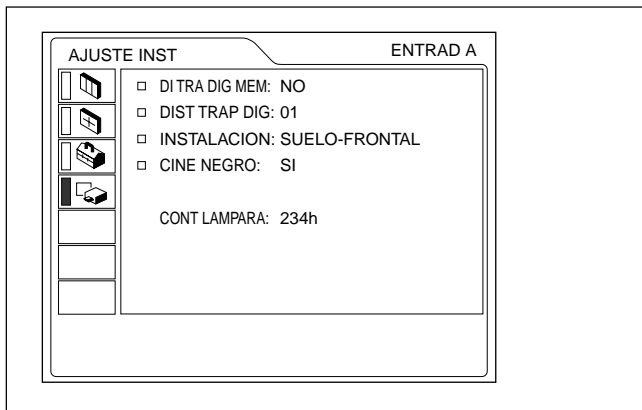 AJUSTE INST ENTRAD A
DI TRA DIG MEM: NO
DIST TRAP DIG: 01
INSTALACION: SUELO-FRONTAL
CINE NEGRO: SI
CONT LAMPARA: 234h